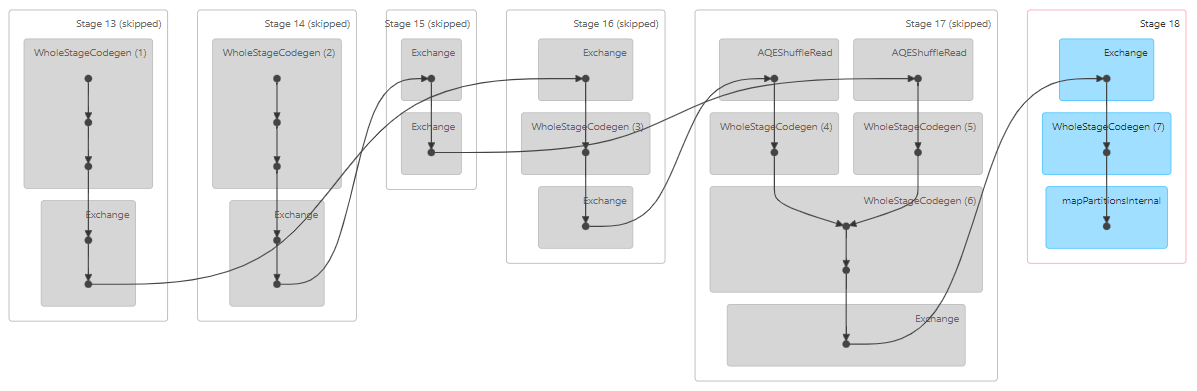 Stage 13 (skipped)
WholeStageCodegen (1)
Exchange
Stage 14 (skipped)
WholeStageCodegen (2)
Exchange
Stage 15 (skipped)
Exchange
Exchange
Stage 16 (skipped)
Exchange
WholeStageCodegen (3)
Exchange
Stage 17 (skipped)
AQEShuffleRead
AQEShuffleRead
WholeStageCodegen (4)
WholeStageCodegen (5)
WholeStageCodegen (6)
Exchange
Stage 18
Exchange
WholeStageCodegen (7)
mapPartitionsInternal